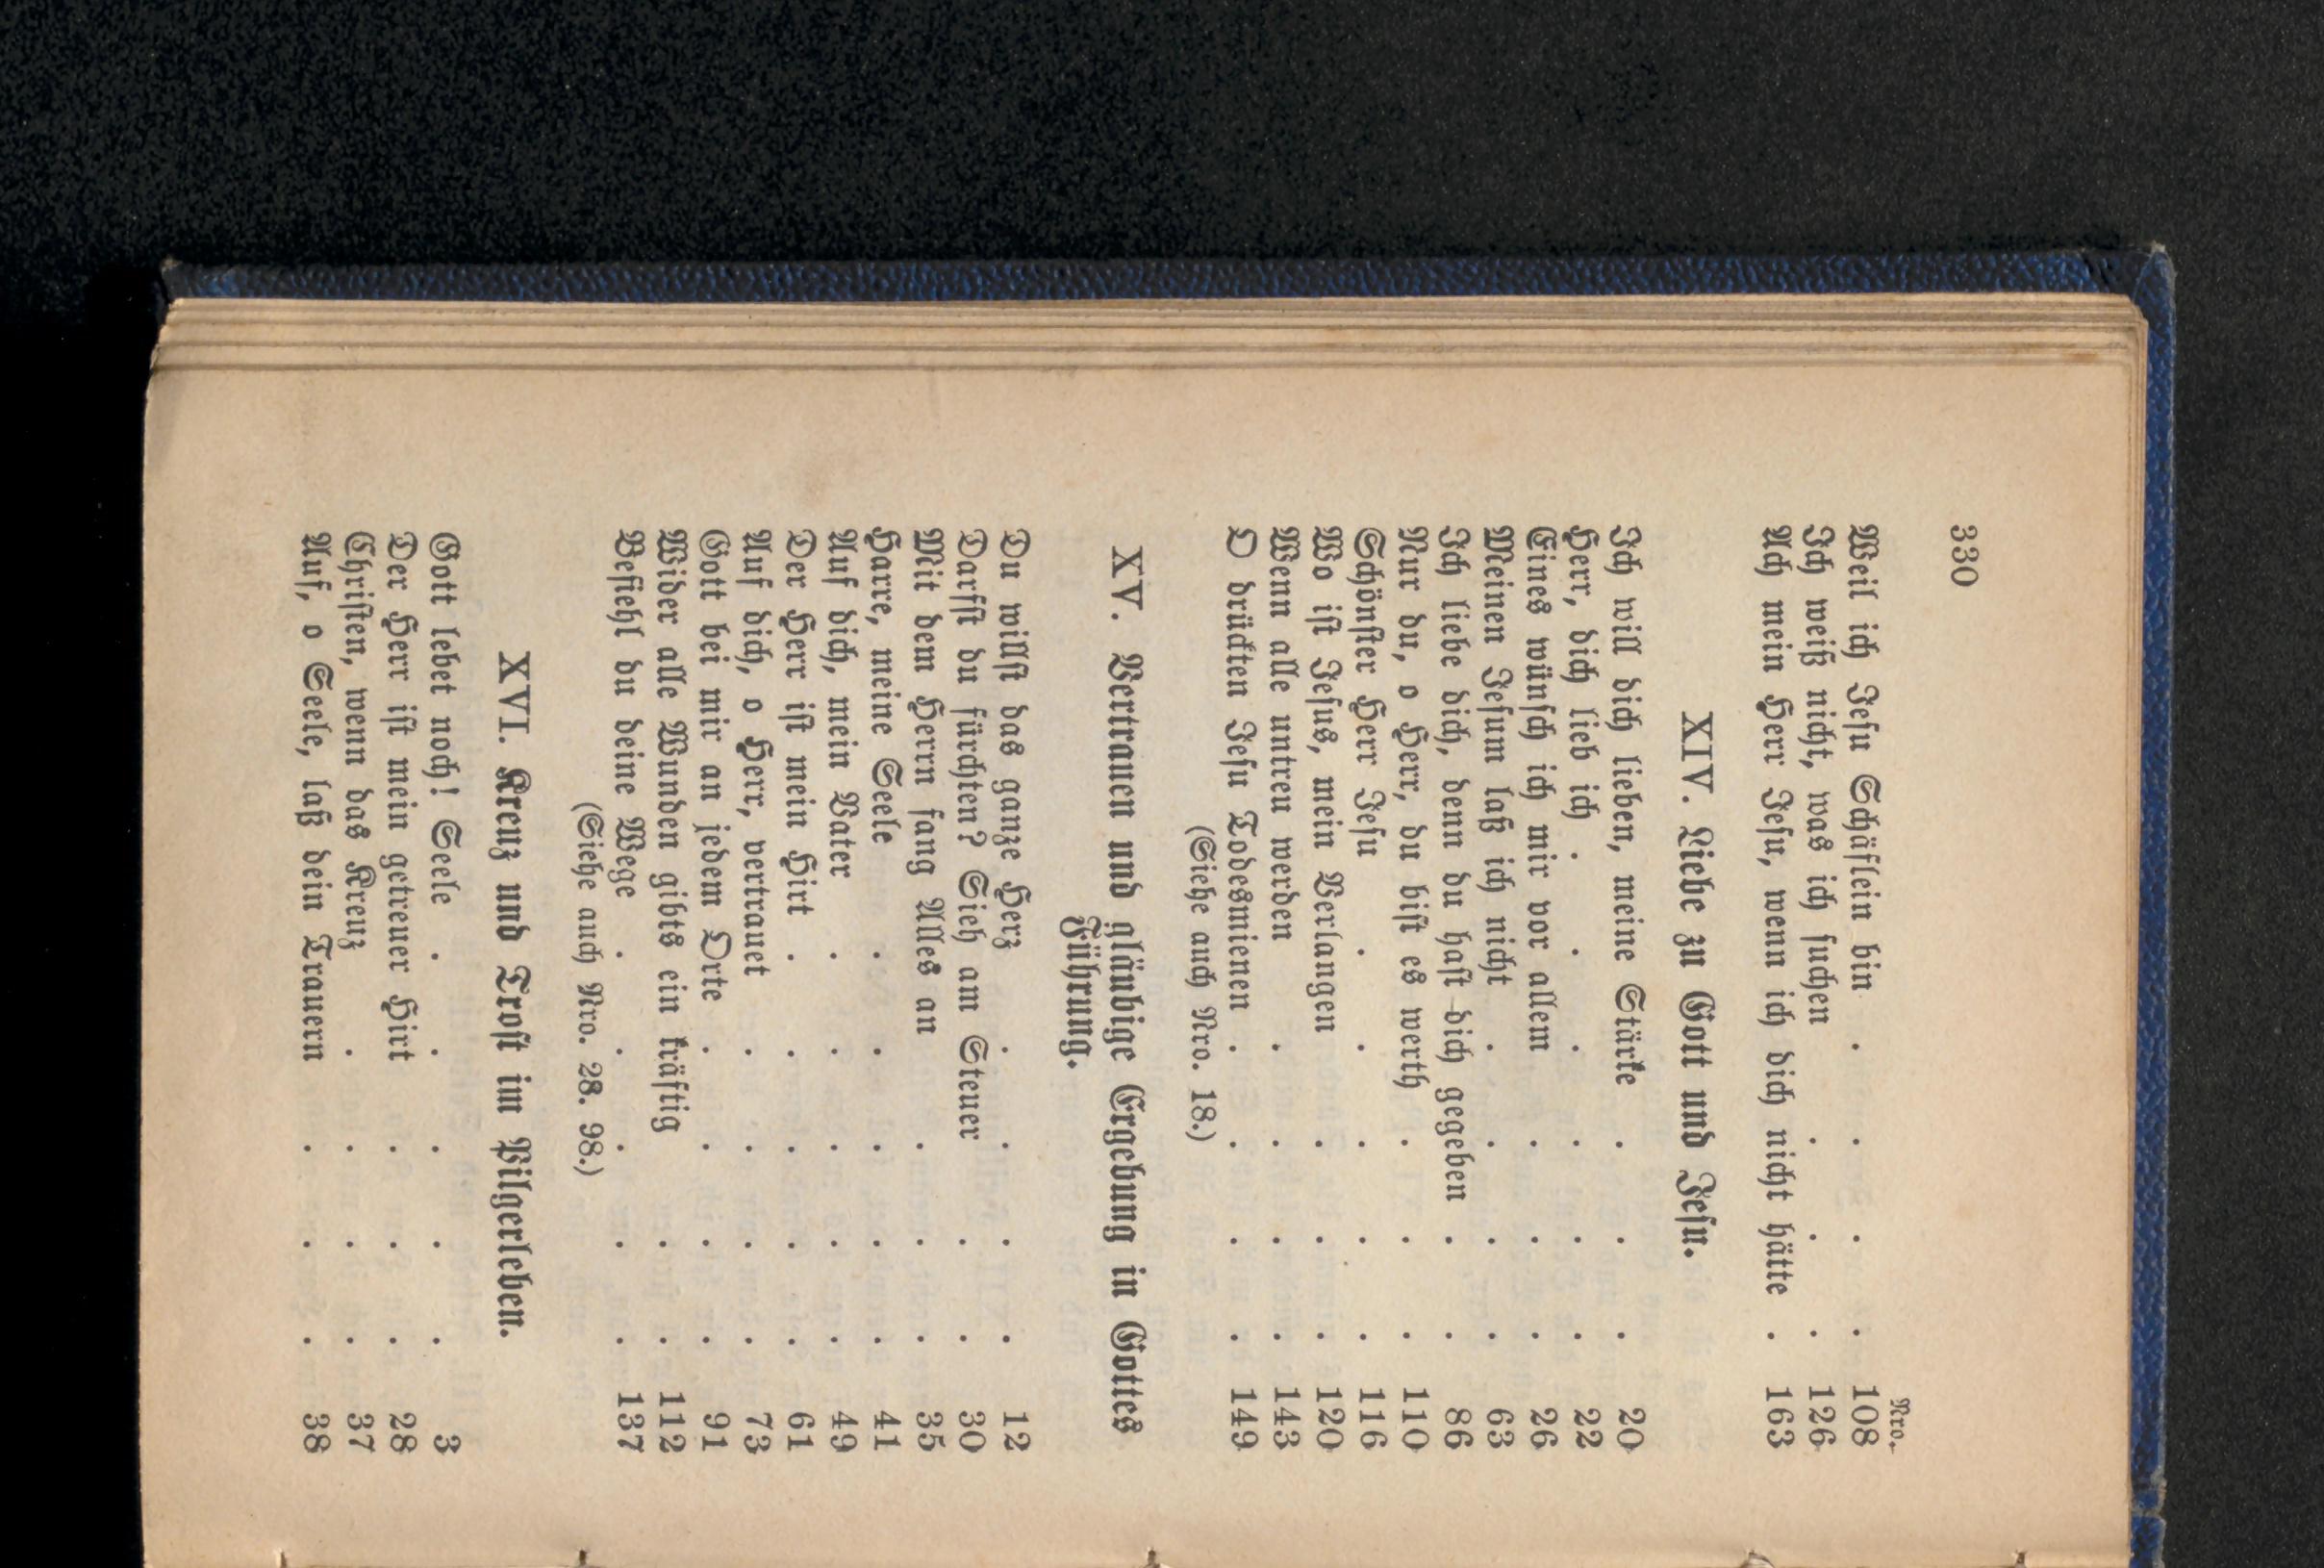 330
Nro.
Weil ich Jesu Schäflein bin . . . . 108
Ich weiß nicht, was ich suchen . . . 126
Ach mein Herr Jesu, wenn ich dich nicht hätte . 163
XIV. Liebe zu Gott und Jesu.
Ich will dich lieben, meine Stärke . . . 20
Herr, dich lieb ich . . . . . . 22
Eines wünsch ich mir vor allem . . . 26
Meinen Jesum laß ich nicht . . . . 63
Ich liebe dich, denn du hast dich gegeben . . 86
Nur du, o Herr, du bist es werth . . . 110
Schönster Herr Jesu . . . . . 116
Wo ist Jesus, mein Verlangen . . . 120
Wenn alle untreu werden . . . . 143
O drückten Jesu Todesmienen . . . . 149
(Siehe auch Nro. 18.)
XV. Vertrauen und gläubige Ergebung in Gottes
Führung.
Du willst das ganze Herz . . . . 12
Darfst du fürchten? Sieh am Steuer . . 30
Mit dem Herrn fang Alles an . . . 35
Harre, meine Seele . . . . . 41
Auf dich, mein Vater . . . . . 49
Der Herr ist mein Hirt . . . . . 61
Auf dich, o Herr, vertrauet . . . . 73
Gott bei mir an jedem Orte . . . . 91
Wider alle Wunden gibts ein kräftig . . 112
Befiehl du deine Wege . . . . . 137
(Siehe auch Nro. 28. 98.)
XVI. Kreuz und Trost im Pilgerleben.
Gott lebet noch! Seele . . . . . 3
Der Herr ist mein getreuer Hirt . . . 28
Christen, wenn das Kreuz . . . . 37
Auf, o Seele, laß dein Trauern . . . 38